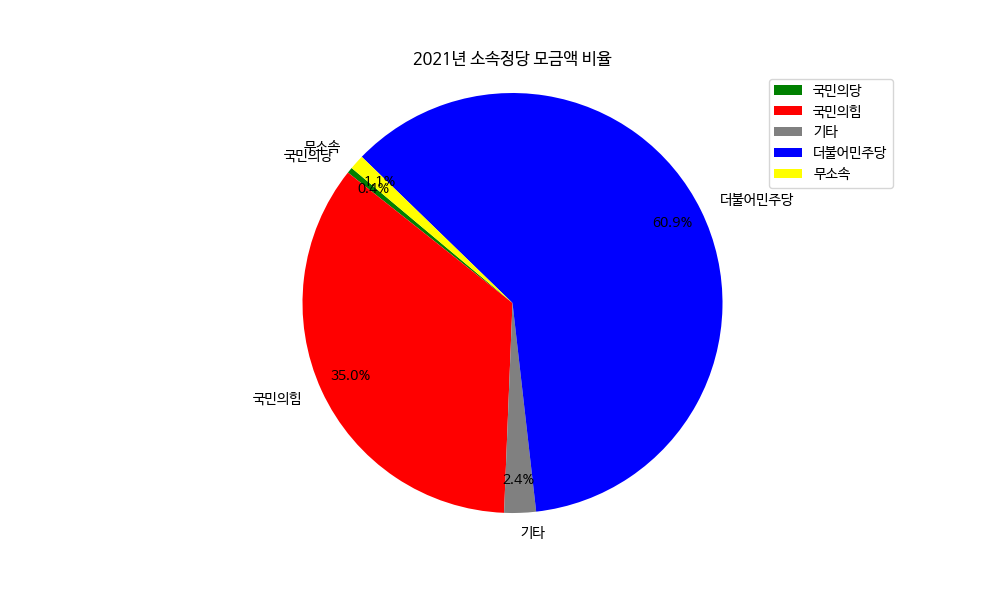 2021년 소속정당 모금액 비율
국민의당
국민의힘
기타
더불어민주당
무소속
무소속
국민의당
1.1%
0.4%
더불어민주당
60.9%
35.0%
국민의힘
2.4%
기타